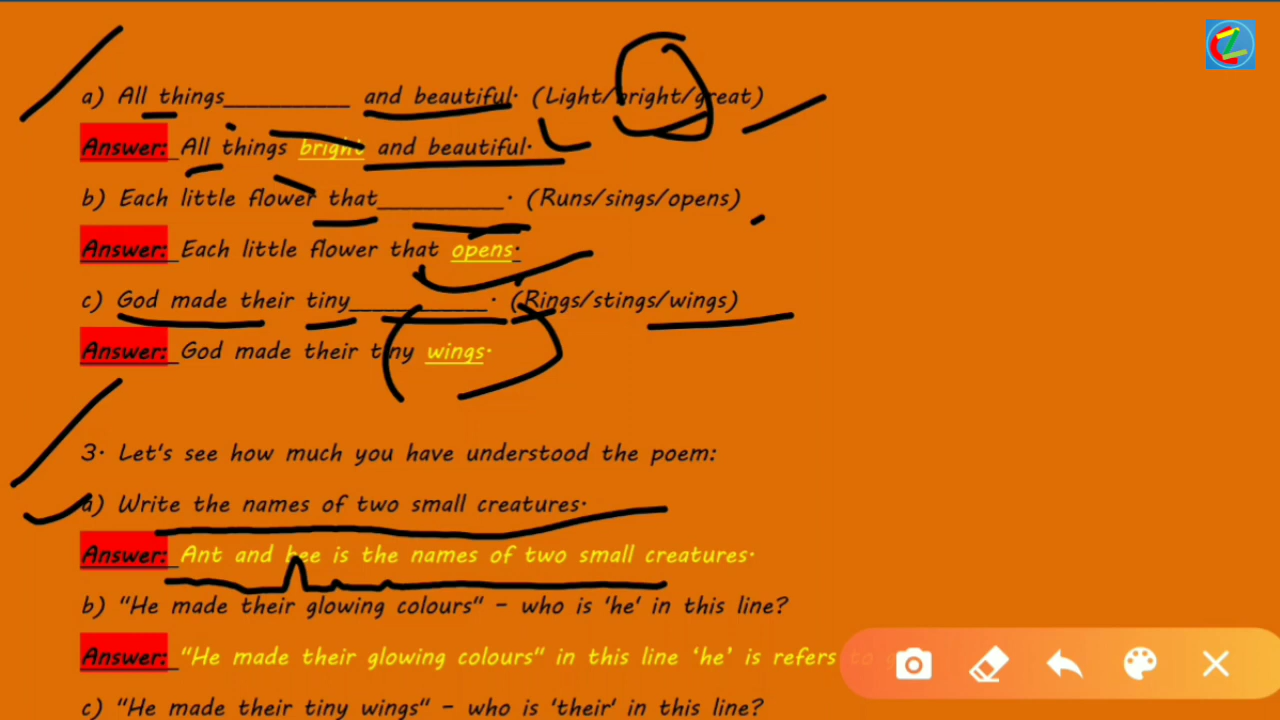 a) All things__________ and beautiful. (Light/bright/great)
Answer: All things bright and beautiful.
b) Each little flower that__________. (Runs/sings/opens)
Answer: Each little flower that opens.
c) God made their tiny___________. (Rings/stings/wings)
Answer: God made their tiny wings.
3. Let's see how much you have understood the poem:
a) Write the names of two small creatures.
Answer: Ant and bee is the names of two small creatures.
b) "He made their glowing colours" - who is 'he' in this line?
Answer: "He made their glowing colours" in this line 'he' is refers to
c) "He made their tiny wings" - who is 'their' in this line?